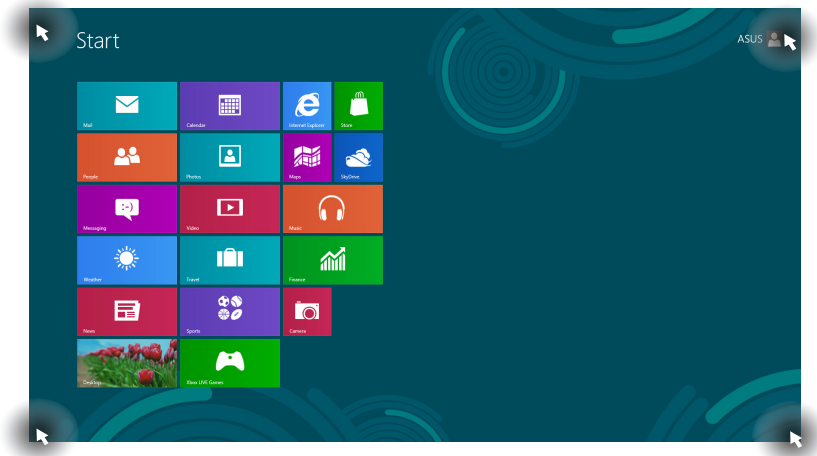 Start
ASUS
Mail
Calendar
Internet Explorer
Store
People
Photos
Maps
SkyDrive
:-)
Messaging
Video
Music
Weather
Travel
Finance
News
Sports
Camera
Desktop
Xbox LIVE Games